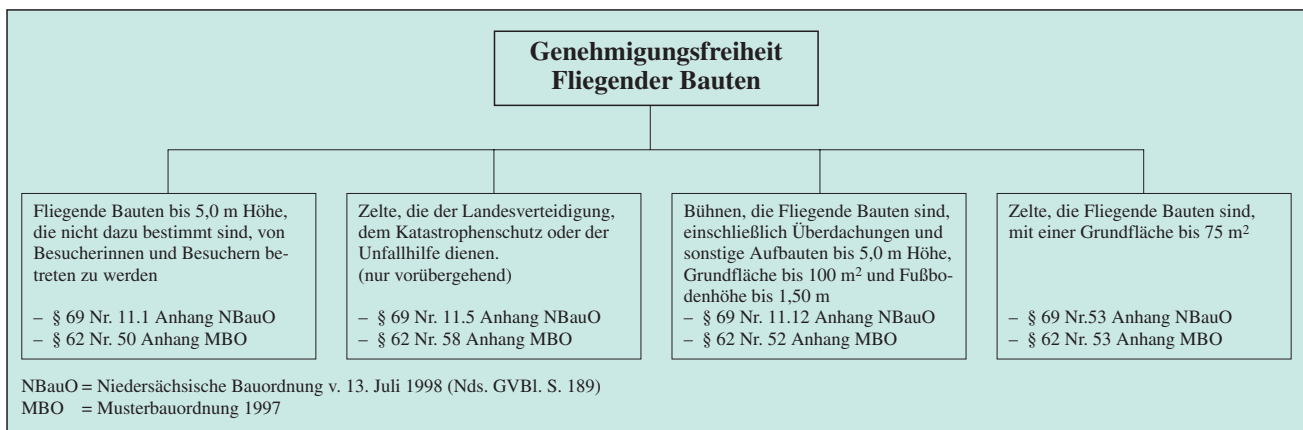 Genehmigungsfreiheit
Fliegender Bauten
Fliegende Bauten bis 5,0 m Höhe,
die nicht dazu bestimmt sind, von
Besucherinnen und Besuchern be-
treten zu werden
– § 69 Nr. 11.1 Anhang NBauO
– § 62 Nr. 50 Anhang MBO
Zelte, die der Landesverteidigung,
dem Katastrophenschutz oder der
Unfallhilfe dienen.
(nur vorübergehend)
– § 69 Nr. 11.5 Anhang NBauO
– § 62 Nr. 58 Anhang MBO
Bühnen, die Fliegende Bauten sind,
einschließlich Überdachungen und
sonstige Aufbauten bis 5,0 m Höhe,
Grundfläche bis 100 m² und Fußbo-
denhöhe bis 1,50 m
– § 69 Nr. 11.12 Anhang NBauO
– § 62 Nr. 52 Anhang MBO
Zelte, die Fliegende Bauten sind,
mit einer Grundfläche bis 75 m²
– § 69 Nr.53 Anhang NBauO
– § 62 Nr. 53 Anhang MBO
NBauO = Niedersächsische Bauordnung v. 13. Juli 1998 (Nds. GVBl. S. 189)
MBO = Musterbauordnung 1997